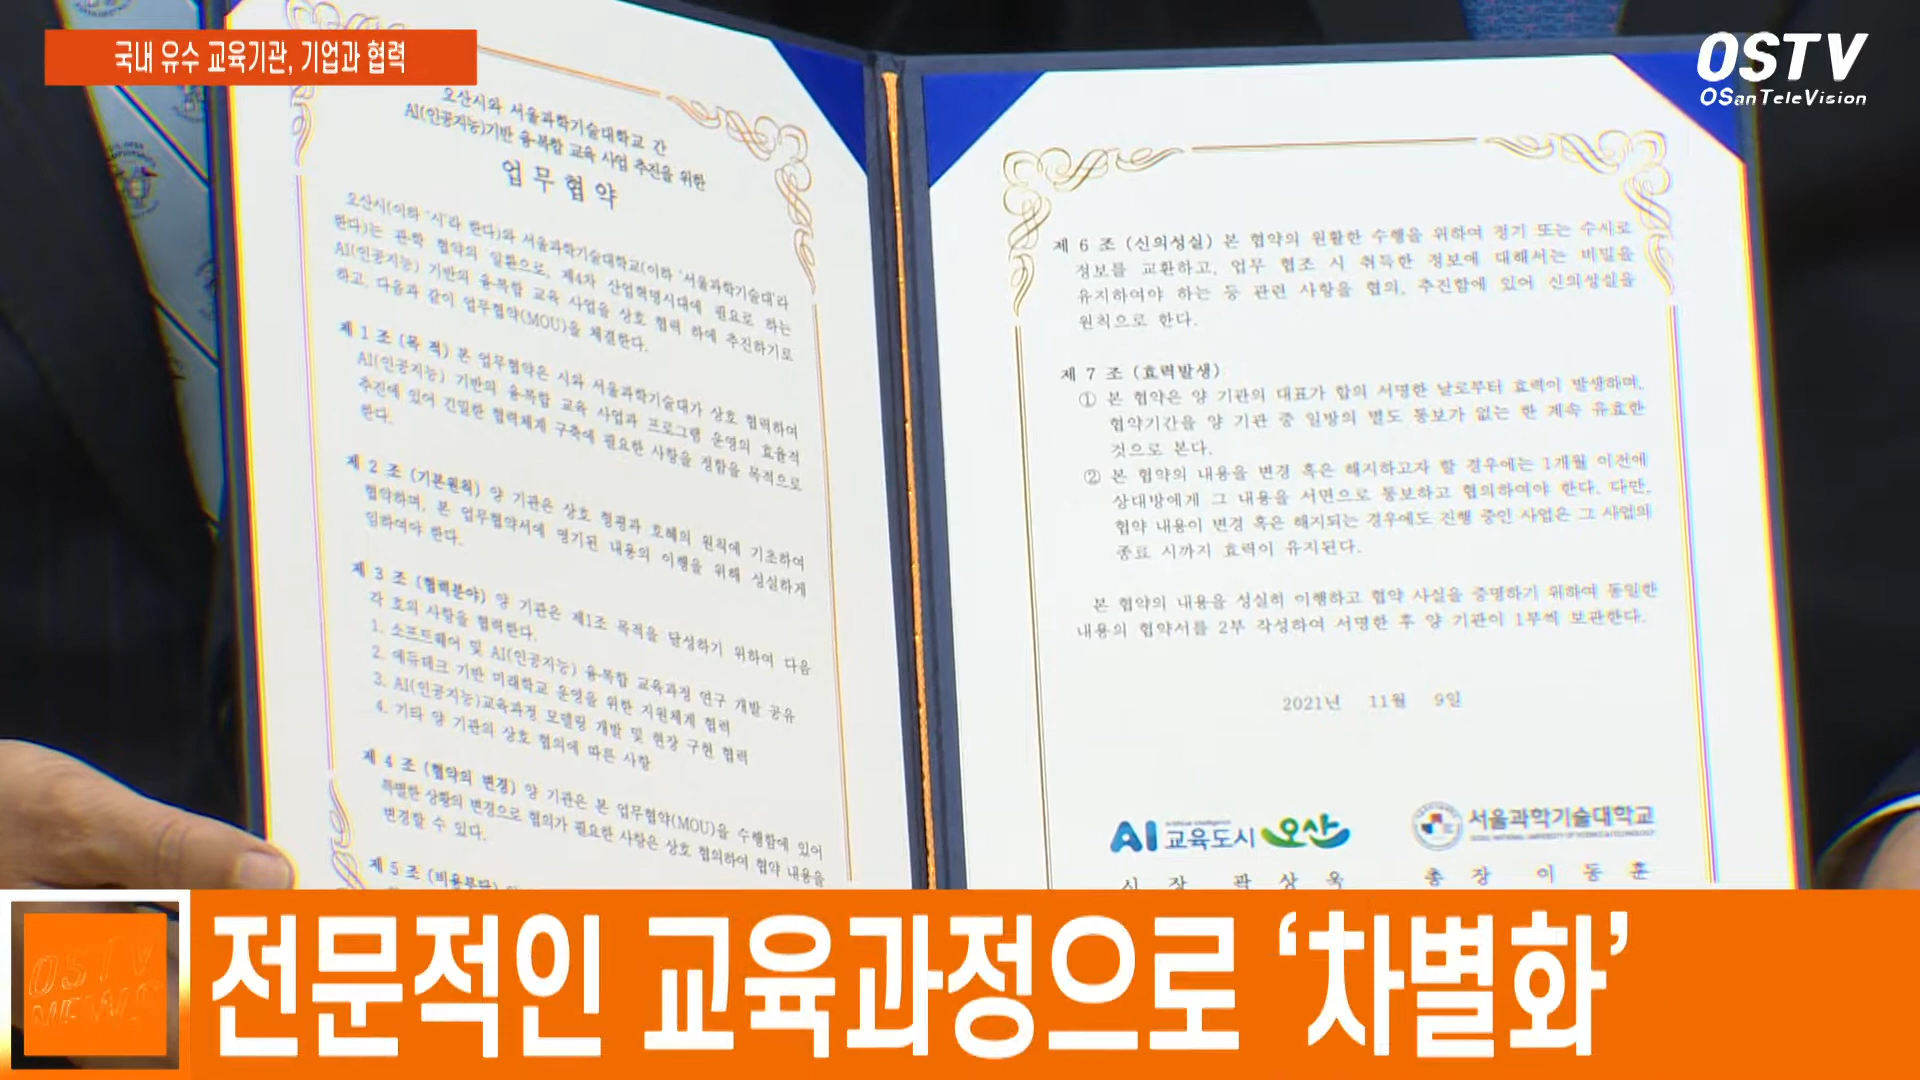 국내 유수 교육기관, 기업과 협력
OSTV
OSanTeleVision
오산시와 서울과학기술대학교 간
AI(인공지능)기반 융·복합 교육 사업 추진을 위한
업무협약
오산시(이하 '시'라 한다)와 서울과학기술대학교(이하 '서울과학기술대'라
한다)는 관·학 협약의 일환으로, 제4차 산업혁명시대에 필요로 하는
AI(인공지능) 기반의 융·복합 교육 사업을 상호 협력 하에 추진하기로
하고, 다음과 같이 업무협약(MOU)을 체결한다.
제 1 조 (목 적) 본 업무협약은 시와 서울과학기술대가 상호 협력하여
AI(인공지능) 기반의 융·복합 교육 사업과 프로그램 운영의 효율적
추진에 있어 긴밀한 협력체계 구축에 필요한 사항을 정함을 목적으로
한다.
제 2 조 (기본원칙) 양 기관은 상호 형평과 호혜의 원칙에 기초하여
협약하며, 본 업무협약서에 명기된 내용의 이행을 위해 성실하게
임하여야 한다.
제 3 조 (협력분야) 양 기관은 제1조 목적을 달성하기 위하여 다음
각 호의 사항을 협력한다.
1. 소프트웨어 및 AI(인공지능) 융·복합 교육과정 연구 개발 공유
2. 에듀테크 기반 미래학교 운영을 위한 지원체계 협력
3. AI(인공지능)교육과정 모델링 개발 및 현장 구현 협력
4. 기타 양 기관의 상호 협의에 따른 사항
제 4 조 (협약의 변경) 양 기관은 본 업무협약(MOU)을 수행함에 있어
특별한 상황의 변경으로 협의가 필요한 사항은 상호 협의하여 협약 내용을
변경할 수 있다.
제 5 조 (비용부담)
제 6 조 (신의성실) 본 협약의 원활한 수행을 위하여 정기 또는 수시로
정보를 교환하고, 업무 협조 시 취득한 정보에 대해서는 비밀을
유지하여야 하는 등 관련 사항을 협의, 추진함에 있어 신의성실을
원칙으로 한다.
제 7 조 (효력발생)
① 본 협약은 양 기관의 대표가 합의 서명한 날로부터 효력이 발생하며,
협약기간을 양 기관 중 일방의 별도 통보가 없는 한 계속 유효한
것으로 본다.
② 본 협약의 내용을 변경 혹은 해지하고자 할 경우에는 1개월 이전에
상대방에게 그 내용을 서면으로 통보하고 협의하여야 한다. 다만,
협약 내용이 변경 혹은 해지되는 경우에도 진행 중인 사업은 그 사업의
종료 시까지 효력이 유지된다.
본 협약의 내용을 성실히 이행하고 협약 사실을 증명하기 위하여 동일한
내용의 협약서를 2부 작성하여 서명한 후 양 기관이 1부씩 보관한다.
2021년 11월 9일
AI 교육도시 오산
서울과학기술대학교
시 장 곽 상 욱
총 장 이 동 훈
OSTV
NEWS
전문적인 교육과정으로 ‘차별화’